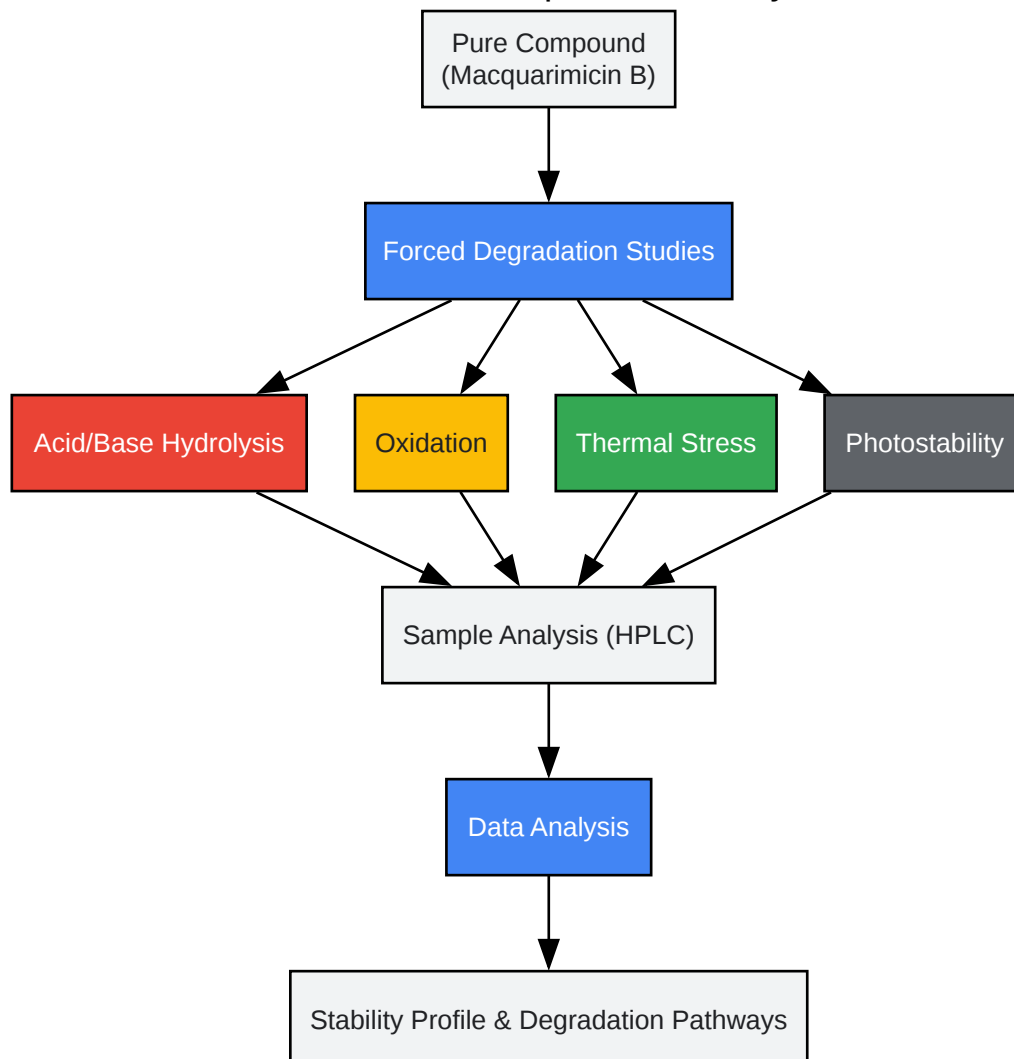 Pure Compound
(Macquarimicin B)
Forced Degradation Studies
Acid/Base Hydrolysis
Oxidation
Thermal Stress
Photostability
Sample Analysis (HPLC)
Data Analysis
Stability Profile & Degradation Pathways